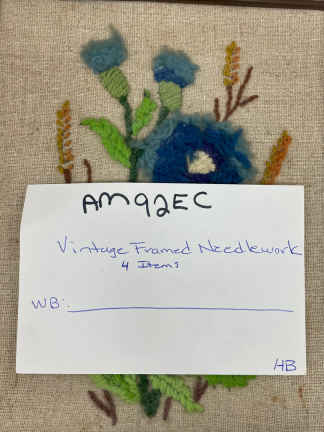 AM92EC
Vintage Framed Needlework
4 Items
WB:
HB